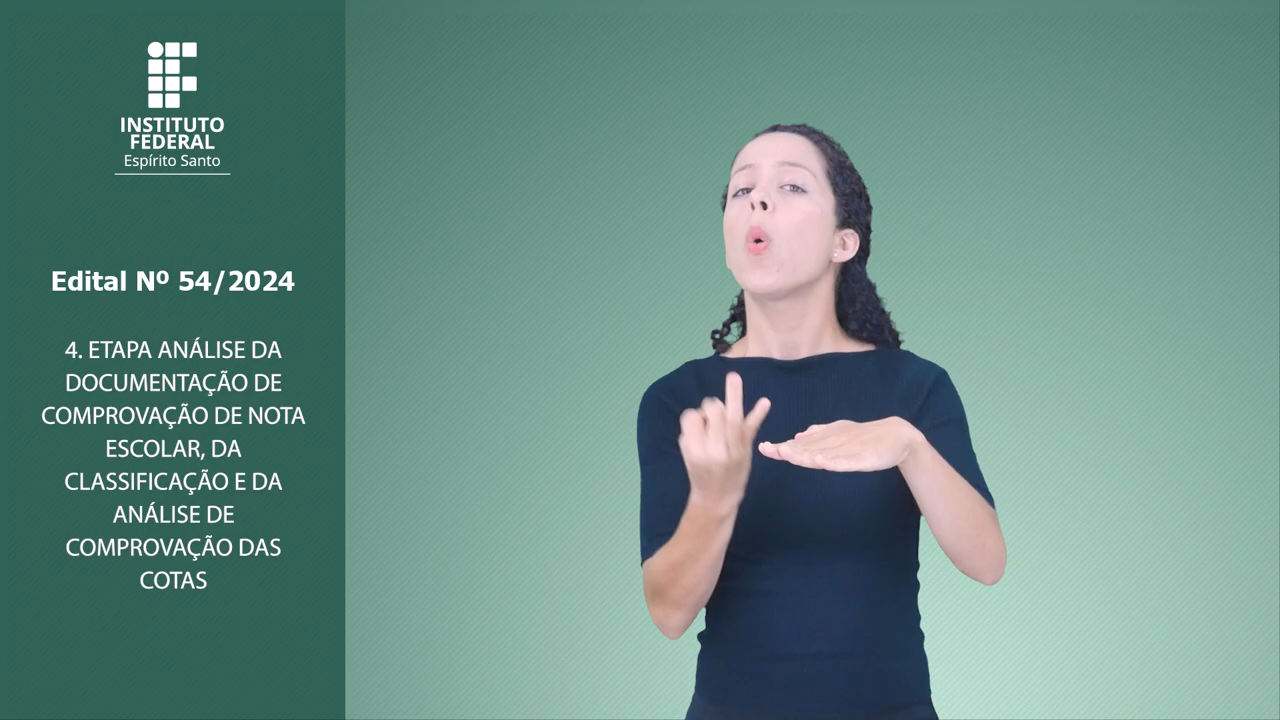 INSTITUTO
FEDERAL
Espírito Santo
Edital Nº 54/2024
4. ETAPA ANÁLISE DA
DOCUMENTAÇÃO DE
COMPROVAÇÃO DE NOTA
ESCOLAR, DA
CLASSIFICAÇÃO E DA
ANÁLISE DE
COMPROVAÇÃO DAS
COTAS